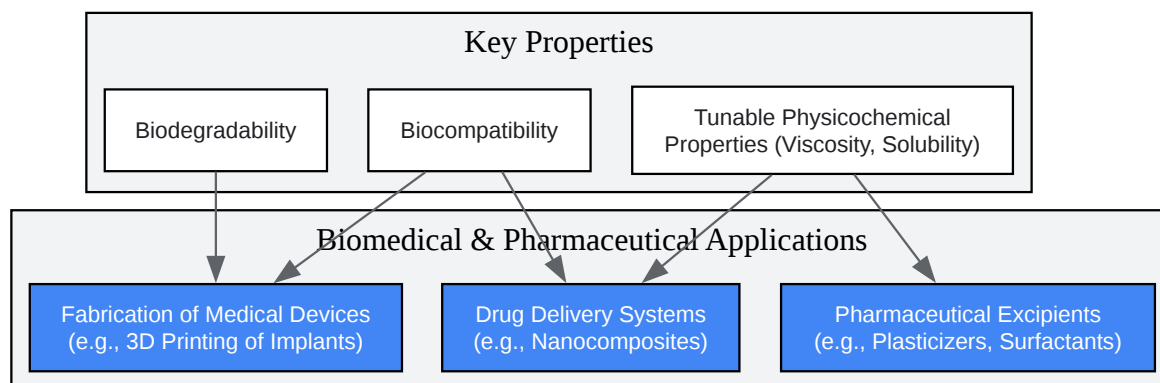 Key Properties
Biodegradability
Biocompatibility
Tunable Physicochemical
Properties (Viscosity, Solubility)
Biomedical & Pharmaceutical Applications
Fabrication of Medical Devices
(e.g., 3D Printing of Implants)
Drug Delivery Systems
(e.g., Nanocomposites)
Pharmaceutical Excipients
(e.g., Plasticizers, Surfactants)